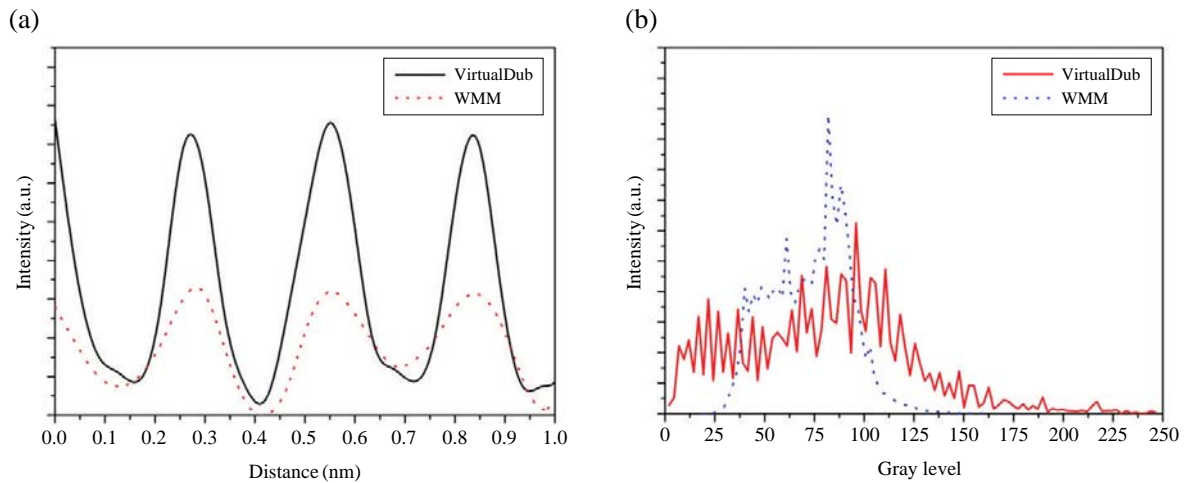 (a)
VirtualDub
WMM
Intensity (a.u.)
0.0 0.1 0.2 0.3 0.4 0.5 0.6 0.7 0.8 0.9 1.0
Distance (nm)
(b)
VirtualDub
WMM
Intensity (a.u.)
0 25 50 75 100 125 150 175 200 225 250
Gray level